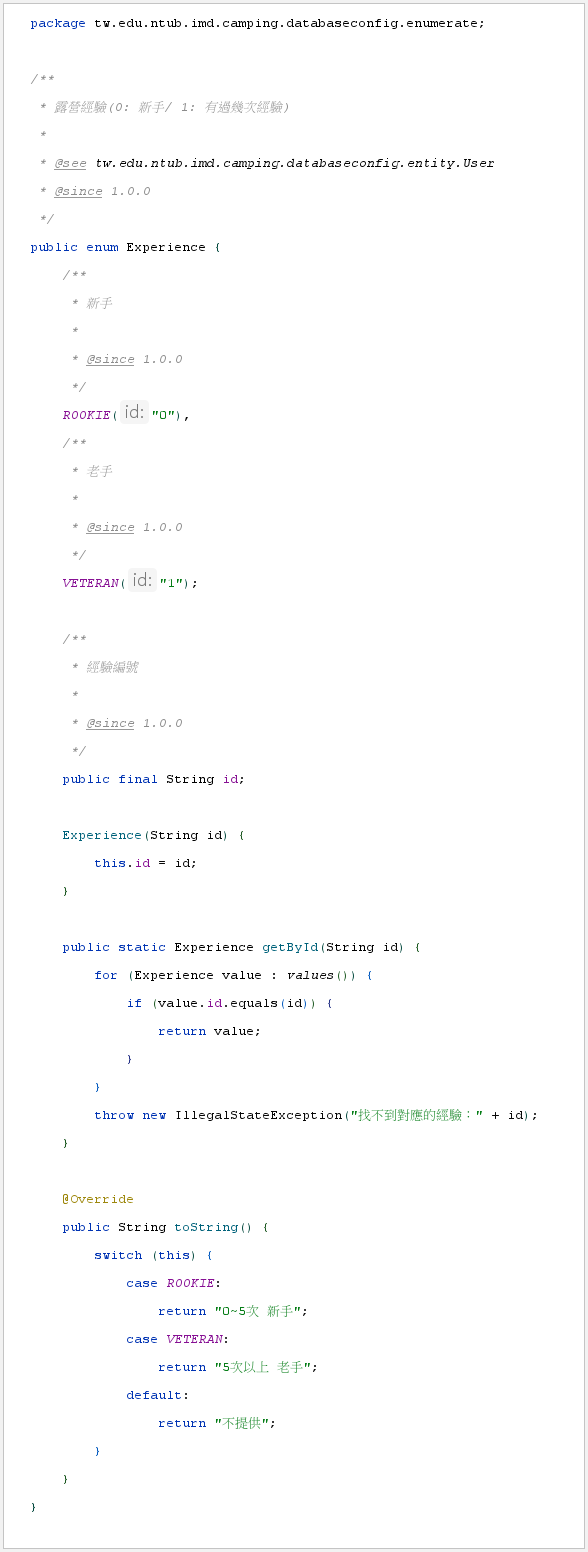 package tw.edu.ntub.imd.camping.databaseconfig.enumerate;
/**
* 露營經驗(0: 新手/ 1: 有過幾次經驗)
*
* @see tw.edu.ntub.imd.camping.databaseconfig.entity.User
* @since 1.0.0
*/
public enum Experience {
/**
* 新手
*
* @since 1.0.0
*/
ROOKIE( id: "0"),
/**
* 老手
*
* @since 1.0.0
*/
VETERAN( id: "1");
/**
* 經驗編號
*
* @since 1.0.0
*/
public final String id;
Experience(String id) {
this.id = id;
}
public static Experience getById(String id) {
for (Experience value : values()) {
if (value.id.equals(id)) {
return value;
}
}
throw new IllegalStateException("找不到對應的經驗：" + id);
}
@Override
public String toString() {
switch (this) {
case ROOKIE:
return "0~5次 新手";
case VETERAN:
return "5次以上 老手";
default:
return "不提供";
}
}
}